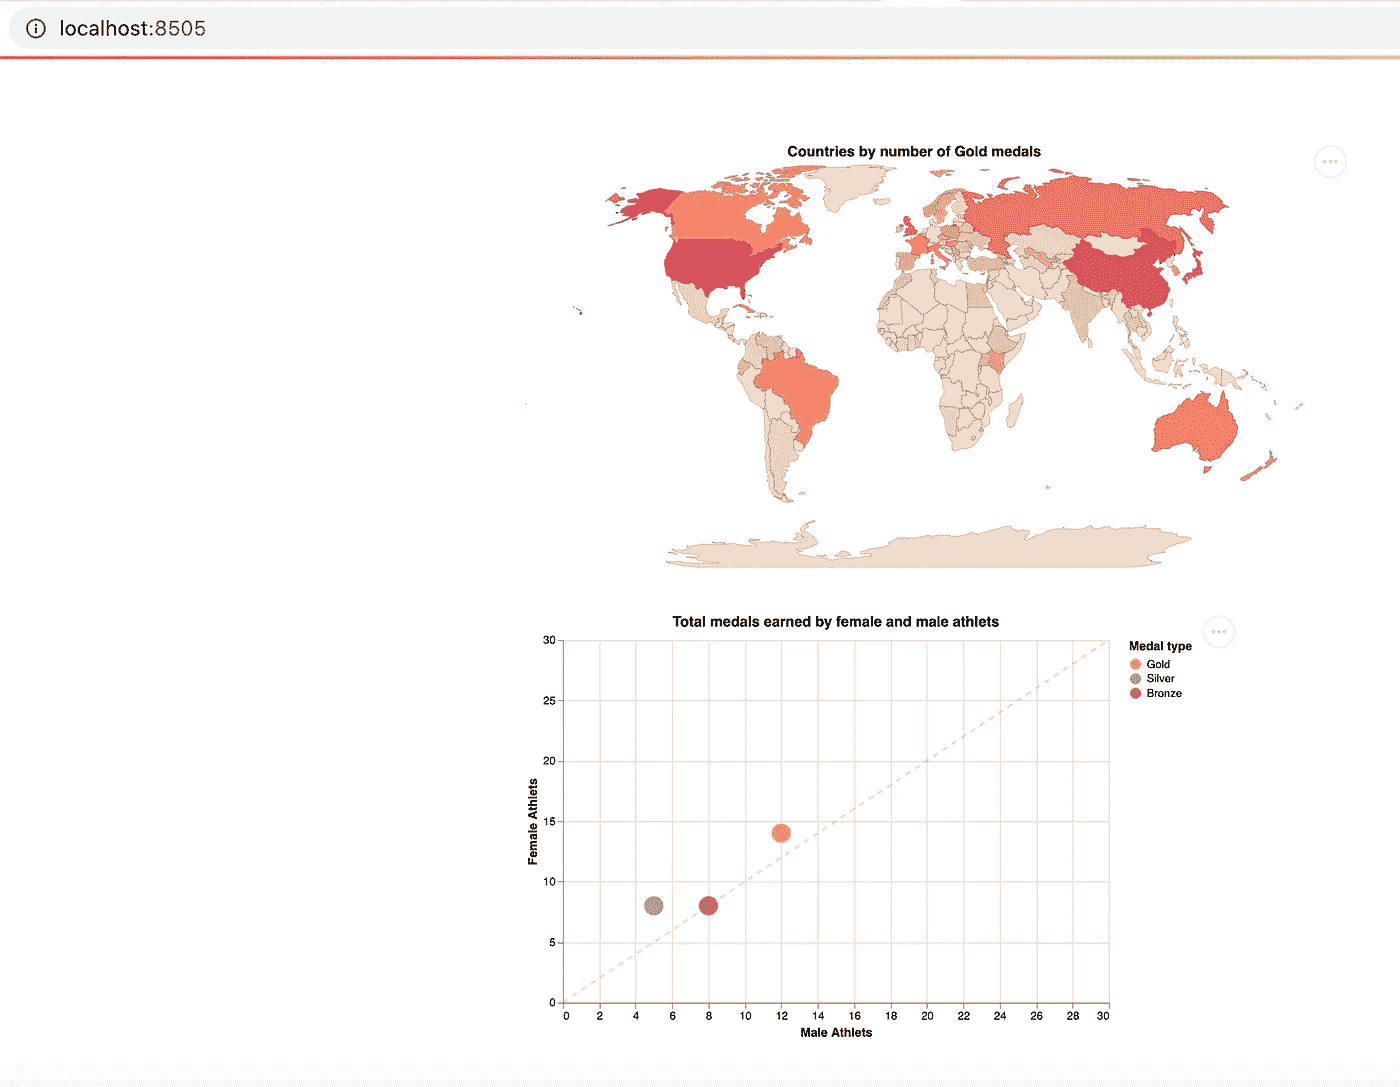 localhost:8505
Countries by number of Gold medals
Total medals earned by female and male athlets
Medal type
Gold
Silver
Bronze
30
25
20
15
10
5
0
Female Athlets
0 2 4 6 8 10 12 14 16 18 20 22 24 26 28 30
Male Athlets